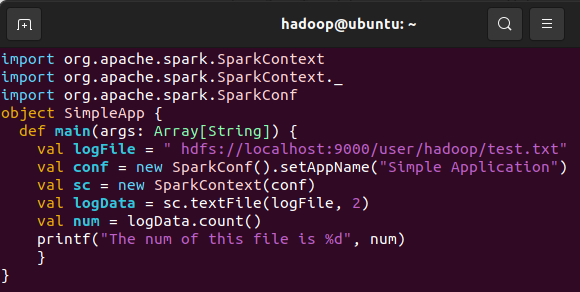 hadoop@ubuntu: ~
import org.apache.spark.SparkContext
import org.apache.spark.SparkContext._
import org.apache.spark.SparkConf
object SimpleApp {
  def main(args: Array[String]) {
    val logFile = " hdfs://localhost:9000/user/hadoop/test.txt"
    val conf = new SparkConf().setAppName("Simple Application")
    val sc = new SparkContext(conf)
    val logData = sc.textFile(logFile, 2)
    val num = logData.count()
    printf("The num of this file is %d", num)
    }
}